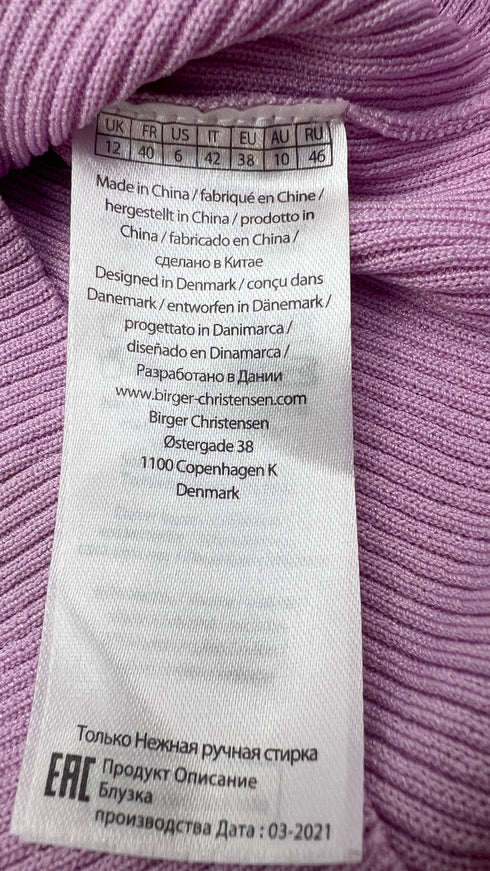 UK FR US IT EU AU RU
12 40 6 42 38 10 46
Made in China / fabriqué en Chine /
hergestellt in China / prodotto in
China / fabricado en China /
сделано в Китае
Designed in Denmark / conçu dans
Danemark / entworfen in Dänemark /
progettato in Danimarca /
diseñado en Dinamarca /
Разработано в Дании
www.birger-christensen.com
Birger Christensen
Østergade 38
1100 Copenhagen K
Denmark
Только Нежная ручная стирка
EAC Продукт Описание
Блузка
производства Дата : 03-2021